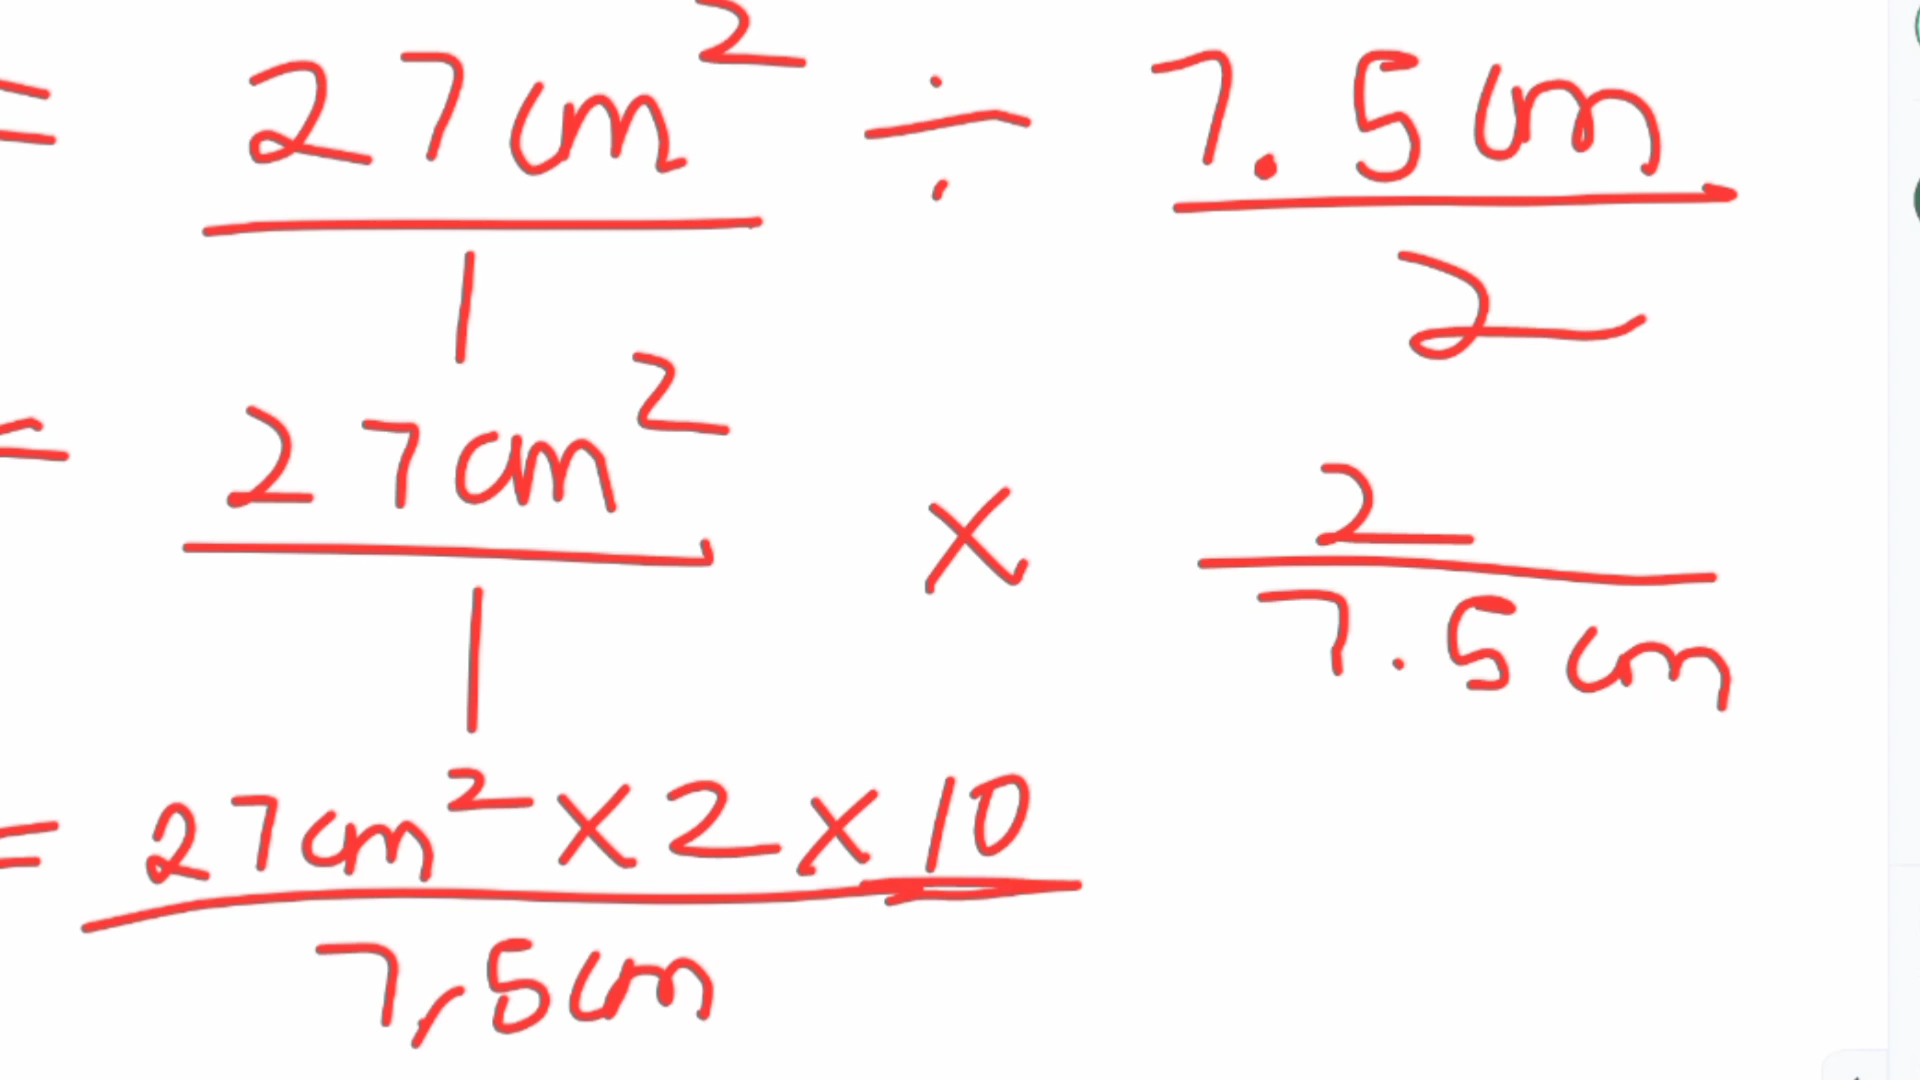 = 27cm² / 1 ÷ 7.5cm / 2
= 27cm² / 1 × 2 / 7.5cm
= 27cm² × 2 × 10 / 7,5cm